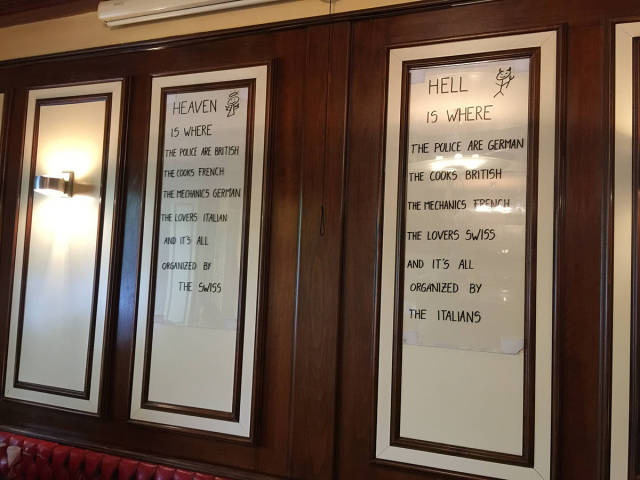 HEAVEN
IS WHERE
THE POLICE ARE BRITISH
THE COOKS FRENCH
THE MECHANICS GERMAN
THE LOVERS ITALIAN
AND IT'S ALL
ORGANIZED BY
THE SWISS
HELL
IS WHERE
THE POLICE ARE GERMAN
THE COOKS BRITISH
THE MECHANICS FRENCH
THE LOVERS SWISS
AND IT'S ALL
ORGANIZED BY
THE ITALIANS